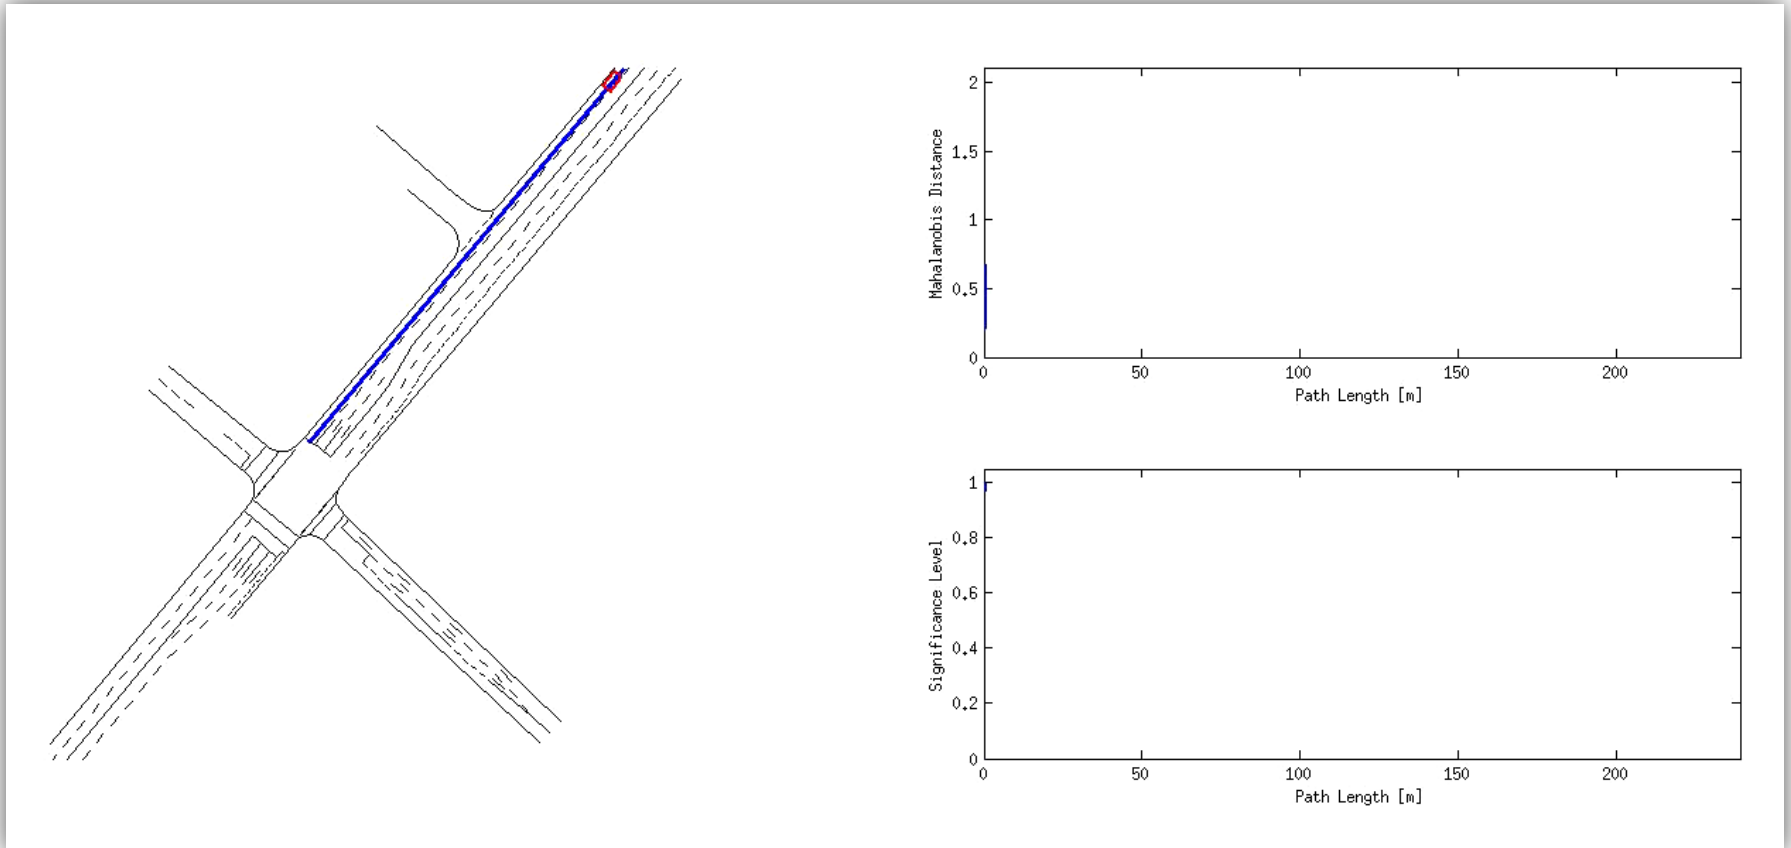 2
1.5
1
0.5
0
Mahalanobis Distance
0 50 100 150 200
Path Length [m]
1
0.8
0.6
0.4
0.2
0
Significance Level
0 50 100 150 200
Path Length [m]